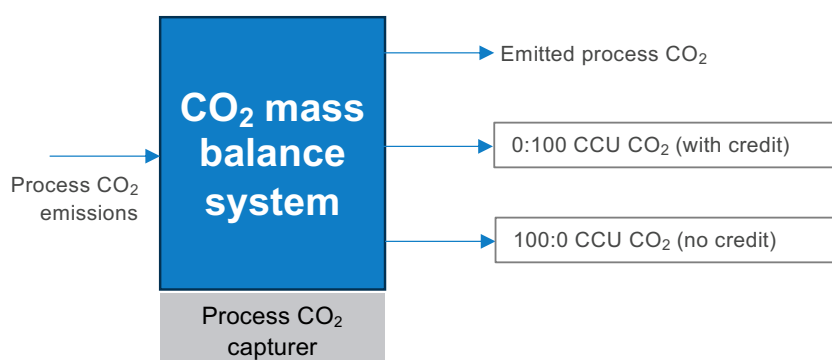 Emitted process CO₂
CO₂ mass
balance
system
0:100 CCU CO₂ (with credit)
Process CO₂
emissions
100:0 CCU CO₂ (no credit)
Process CO₂
capturer